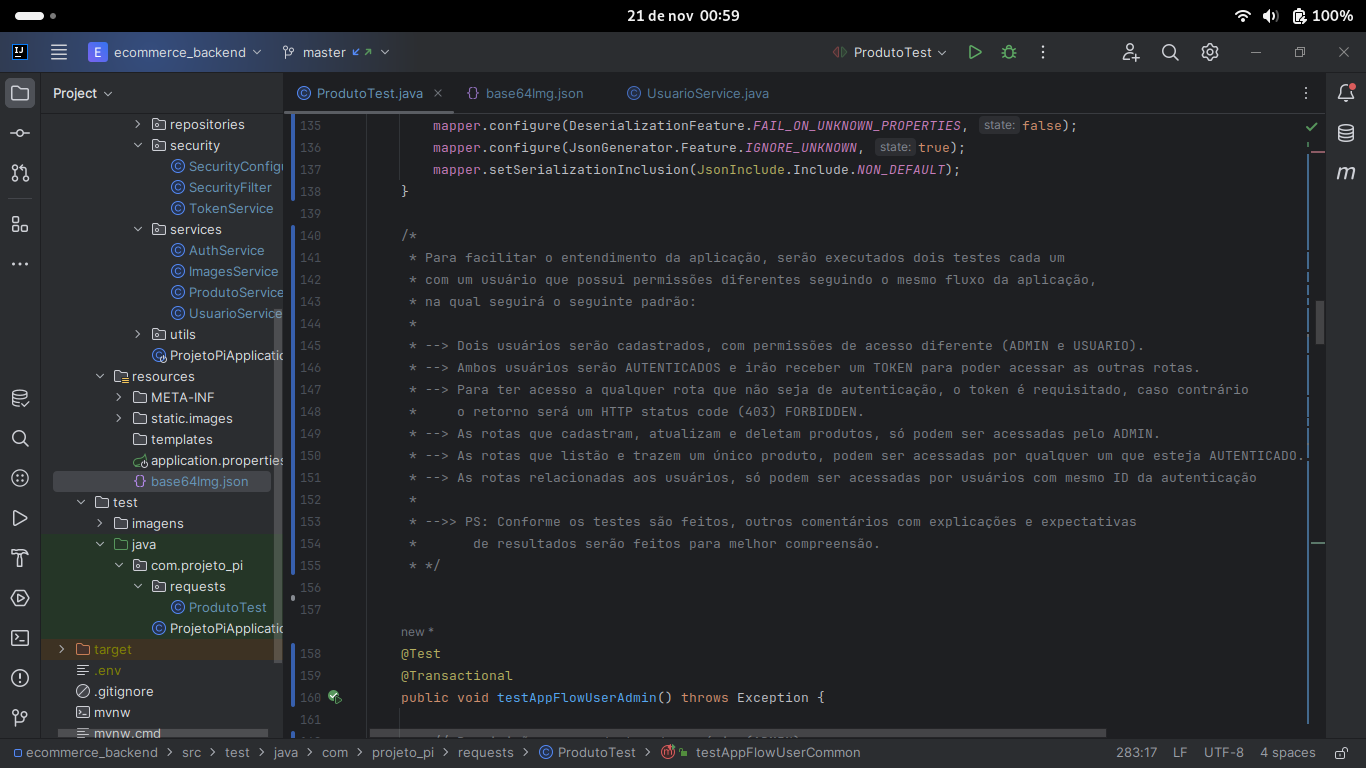 21 de nov 00:59
100%
IJ
E ecommerce_backend
master
ProdutoTest
Project
ProdutoTest.java
base64Img.json
UsuarioService.java
repositories
security
SecurityConfigu
SecurityFilter
TokenService
services
AuthService
ImagesService
ProdutoService
UsuarioService
utils
ProjetoPiApplicatio
resources
META-INF
static.images
templates
application.properties
base64Img.json
test
imagens
java
com.projeto_pi
requests
ProdutoTest
ProjetoPiApplicatio
target
.env
.gitignore
mvnw
mvnw.cmd
135 mapper.configure(DeserializationFeature.FAIL_ON_UNKNOWN_PROPERTIES, state: false);
136 mapper.configure(JsonGenerator.Feature.IGNORE_UNKNOWN, state: true);
137 mapper.setSerializationInclusion(JsonInclude.Include.NON_DEFAULT);
138 }
139
140 /*
141 * Para facilitar o entendimento da aplicação, serão executados dois testes cada um
142 * com um usuário que possui permissões diferentes seguindo o mesmo fluxo da aplicação,
143 * na qual seguirá o seguinte padrão:
144 *
145 * --> Dois usuários serão cadastrados, com permissões de acesso diferente (ADMIN e USUARIO).
146 * --> Ambos usuários serão AUTENTICADOS e irão receber um TOKEN para poder acessar as outras rotas.
147 * --> Para ter acesso a qualquer rota que não seja de autenticação, o token é requisitado, caso contrário
148 * o retorno será um HTTP status code (403) FORBIDDEN.
149 * --> As rotas que cadastram, atualizam e deletam produtos, só podem ser acessadas pelo ADMIN.
150 * --> As rotas que listão e trazem um único produto, podem ser acessadas por qualquer um que esteja AUTENTICADO.
151 * --> As rotas relacionadas aos usuários, só podem ser acessadas por usuários com mesmo ID da autenticação
152 *
153 * -->> PS: Conforme os testes são feitos, outros comentários com explicações e expectativas
154 * de resultados serão feitos para melhor compreensão.
155 * */
156
157
new *
158 @Test
159 @Transactional
160 public void testAppFlowUserAdmin() throws Exception {
161
m
ecommerce_backend > src > test > java > com > projeto_pi > requests > ProdutoTest > testAppFlowUserCommon
283:17 LF UTF-8 4 spaces